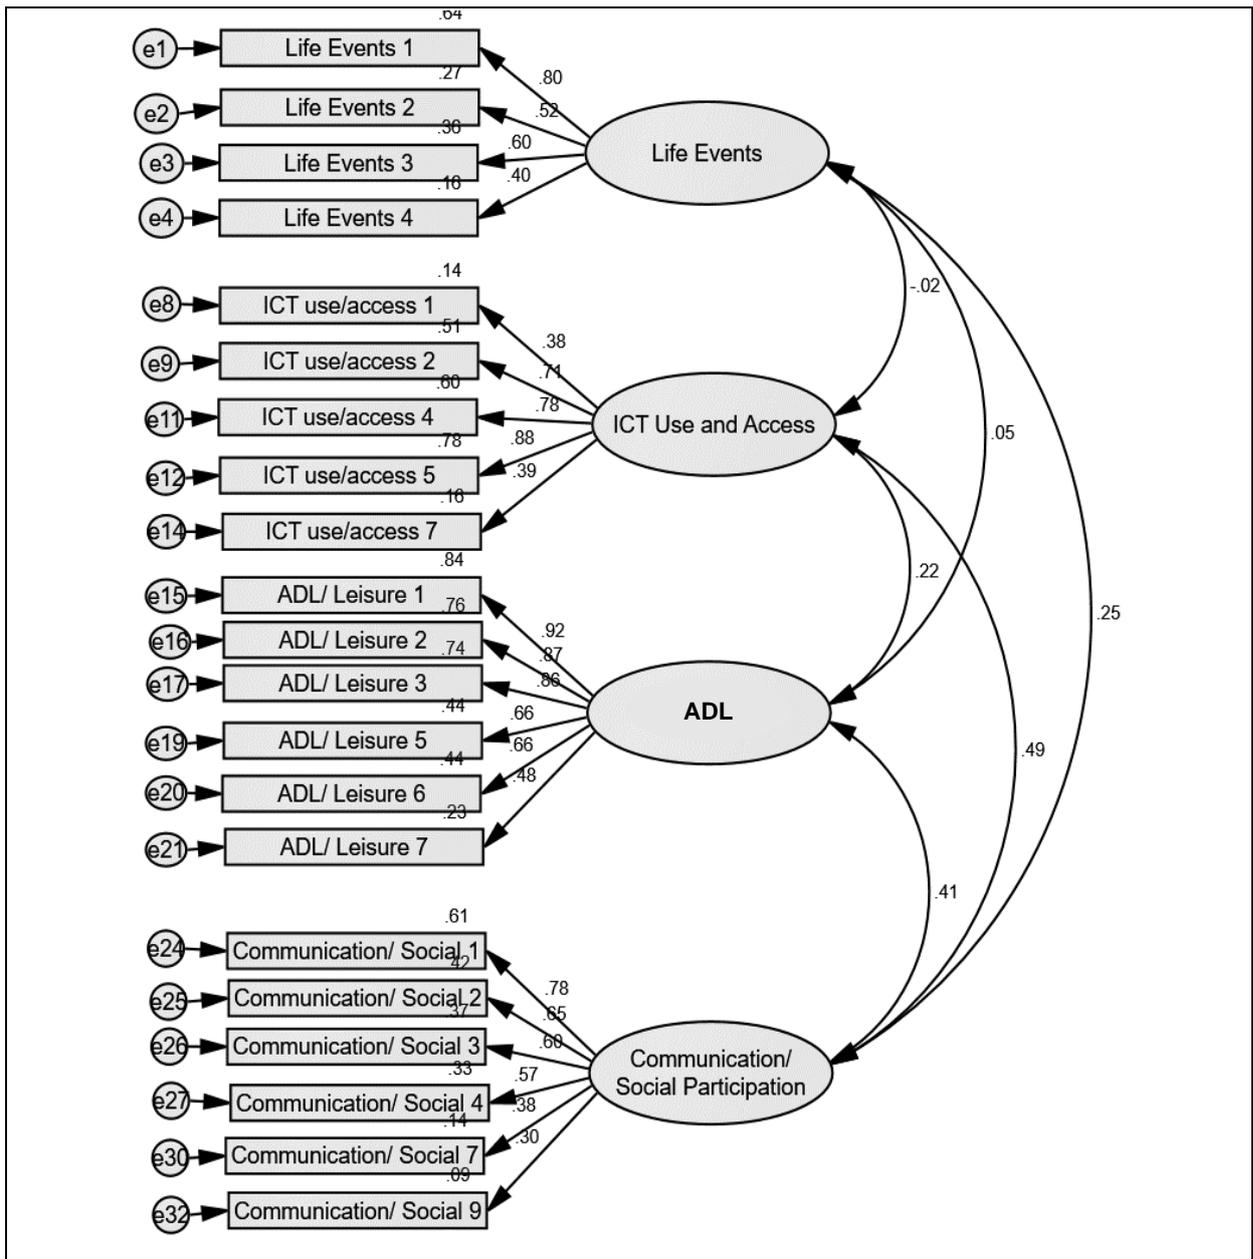 .64
e1
Life Events 1
.80
.27
e2
Life Events 2
.52
.36
e3
Life Events 3
.60
.16
e4
Life Events 4
.40
Life Events
.14
e8
ICT use/access 1
.38
.51
e9
ICT use/access 2
.71
.60
e11
ICT use/access 4
.78
.78
e12
ICT use/access 5
.88
.16
e14
ICT use/access 7
.39
ICT Use and Access
.84
e15
ADL/ Leisure 1
.92
.76
e16
ADL/ Leisure 2
.87
.74
e17
ADL/ Leisure 3
.86
.44
e19
ADL/ Leisure 5
.66
.44
e20
ADL/ Leisure 6
.66
.23
e21
ADL/ Leisure 7
.48
ADL
.61
e24
Communication/ Social 1
.78
.42
e25
Communication/ Social 2
.65
.37
e26
Communication/ Social 3
.60
.33
e27
Communication/ Social 4
.57
.14
e30
Communication/ Social 7
.38
.09
e32
Communication/ Social 9
.30
Communication/
Social Participation
-.02
.05
.22
.25
.49
.41